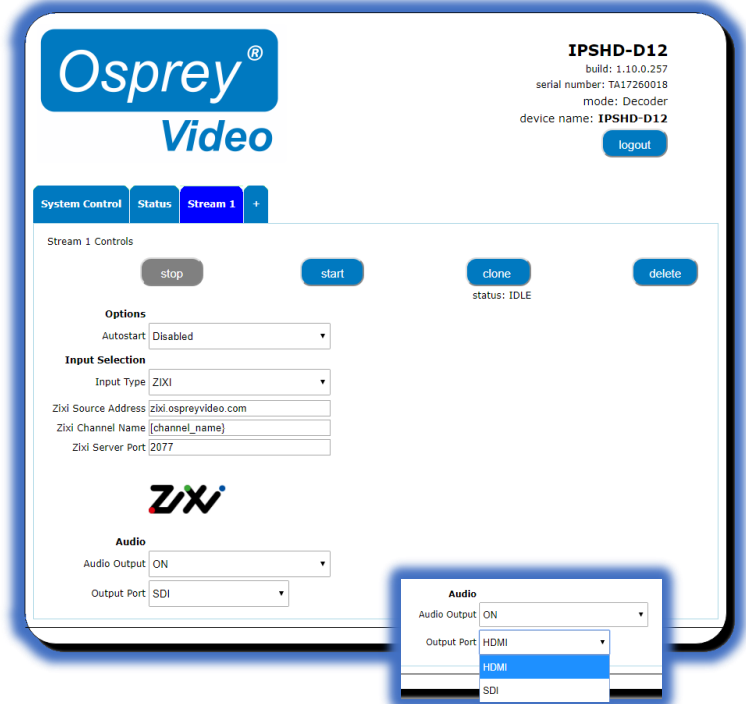 Osprey®
Video
IPSHD-D12
build: 1.10.0.257
serial number: TA17260018
mode: Decoder
device name: IPSHD-D12
logout
System Control Status Stream 1 +
Stream 1 Controls
stop start clone delete
status: IDLE
Options
Autostart Disabled
Input Selection
Input Type ZIXI
Zixi Source Address zixi.ospreyvideo.com
Zixi Channel Name {channel_name}
Zixi Server Port 2077
ZiXi
Audio
Audio Output ON
Output Port SDI
Audio
Audio Output ON
Output Port HDMI
HDMI
SDI